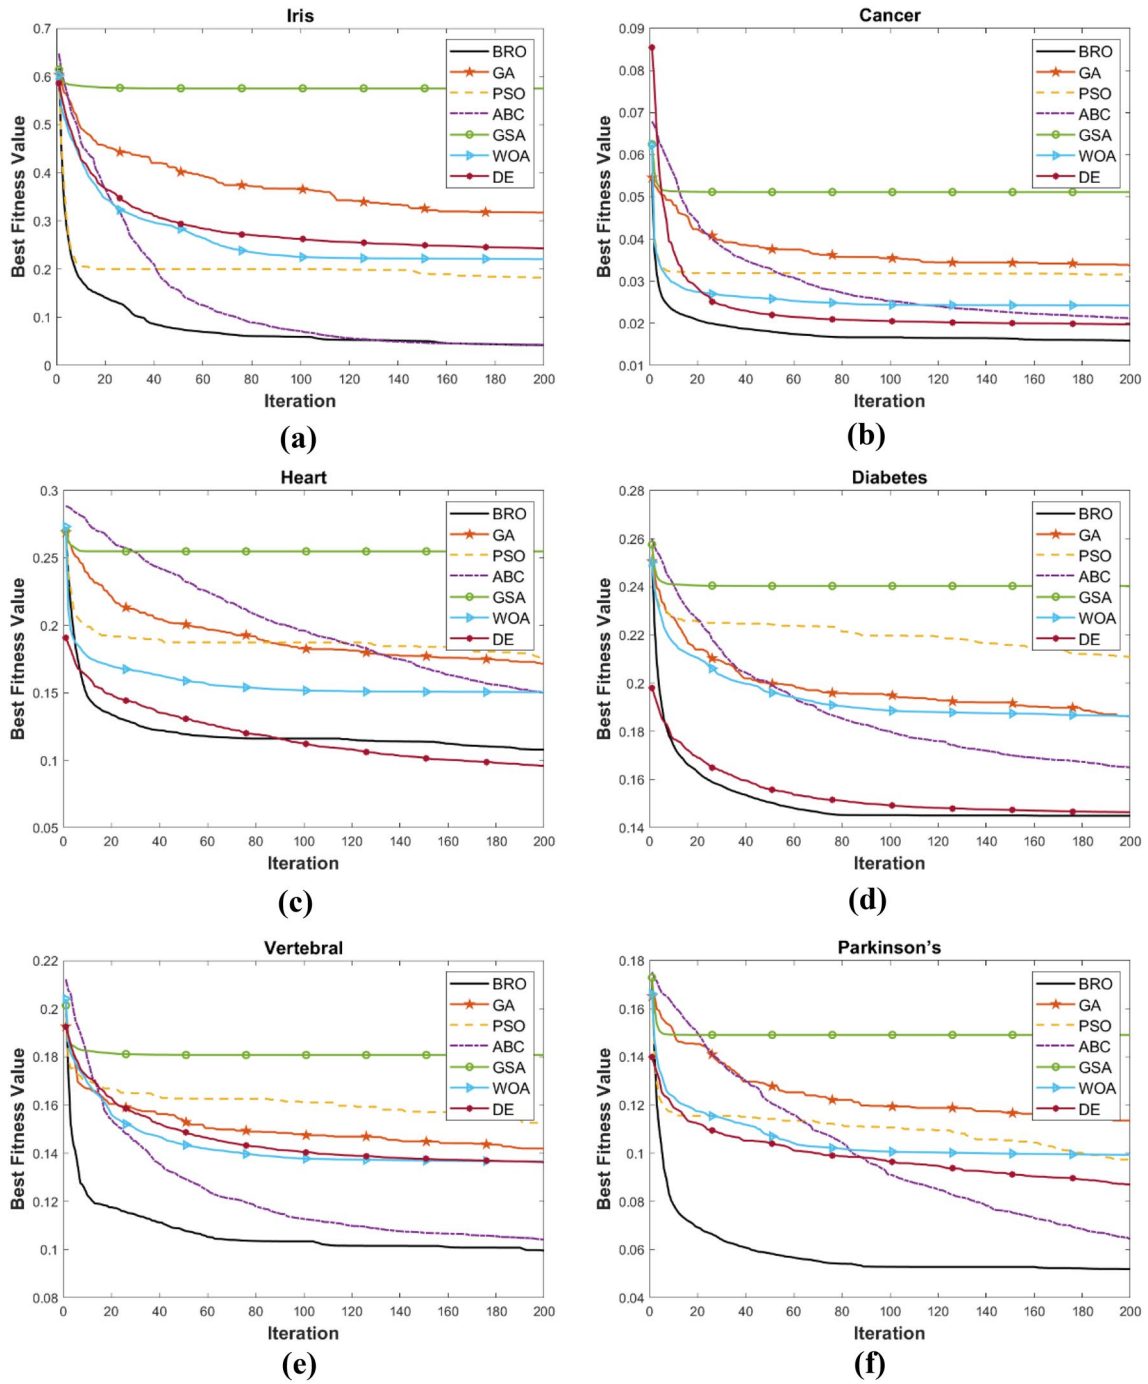 Iris
Best Fitness Value
0.7
0.6
0.5
0.4
0.3
0.2
0.1
0
0 20 40 60 80 100 120 140 160 180 200
Iteration
BRO
GA
PSO
ABC
GSA
WOA
DE
(a)
Cancer
Best Fitness Value
0.09
0.08
0.07
0.06
0.05
0.04
0.03
0.02
0.01
0 20 40 60 80 100 120 140 160 180 200
Iteration
BRO
GA
PSO
ABC
GSA
WOA
DE
(b)
Heart
Best Fitness Value
0.3
0.25
0.2
0.15
0.1
0.05
0 20 40 60 80 100 120 140 160 180 200
Iteration
BRO
GA
PSO
ABC
GSA
WOA
DE
(c)
Diabetes
Best Fitness Value
0.28
0.26
0.24
0.22
0.2
0.18
0.16
0.14
0 20 40 60 80 100 120 140 160 180 200
Iteration
BRO
GA
PSO
ABC
GSA
WOA
DE
(d)
Vertebral
Best Fitness Value
0.22
0.2
0.18
0.16
0.14
0.12
0.1
0.08
0 20 40 60 80 100 120 140 160 180 200
Iteration
BRO
GA
PSO
ABC
GSA
WOA
DE
(e)
Parkinson's
Best Fitness Value
0.18
0.16
0.14
0.12
0.1
0.08
0.06
0.04
0 20 40 60 80 100 120 140 160 180 200
Iteration
BRO
GA
PSO
ABC
GSA
WOA
DE
(f)